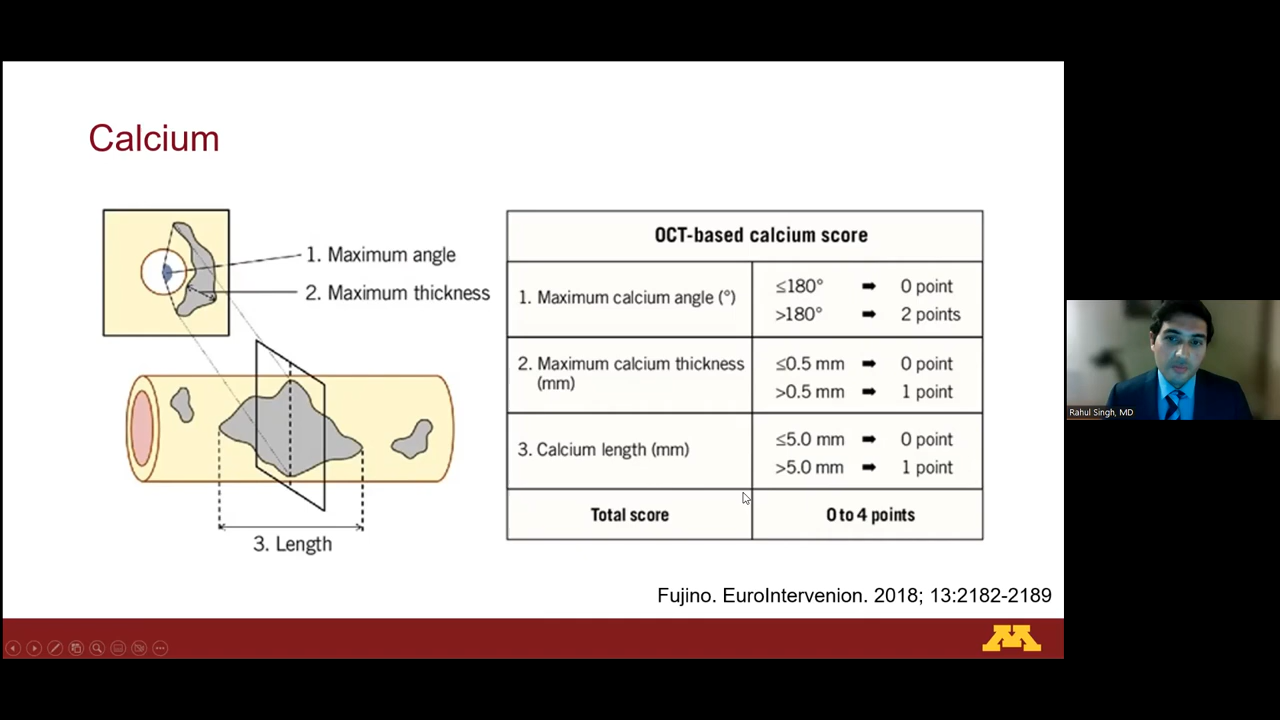 Calcium
1. Maximum angle
2. Maximum thickness
3. Length
OCT-based calcium score
1. Maximum calcium angle (°)
≤180° ➡ 0 point
>180° ➡ 2 points
2. Maximum calcium thickness
(mm)
≤0.5 mm ➡ 0 point
>0.5 mm ➡ 1 point
3. Calcium length (mm)
≤5.0 mm ➡ 0 point
>5.0 mm ➡ 1 point
Total score
0 to 4 points
Fujino. EuroIntervenion. 2018; 13:2182-2189
M
Rahul Singh, MD